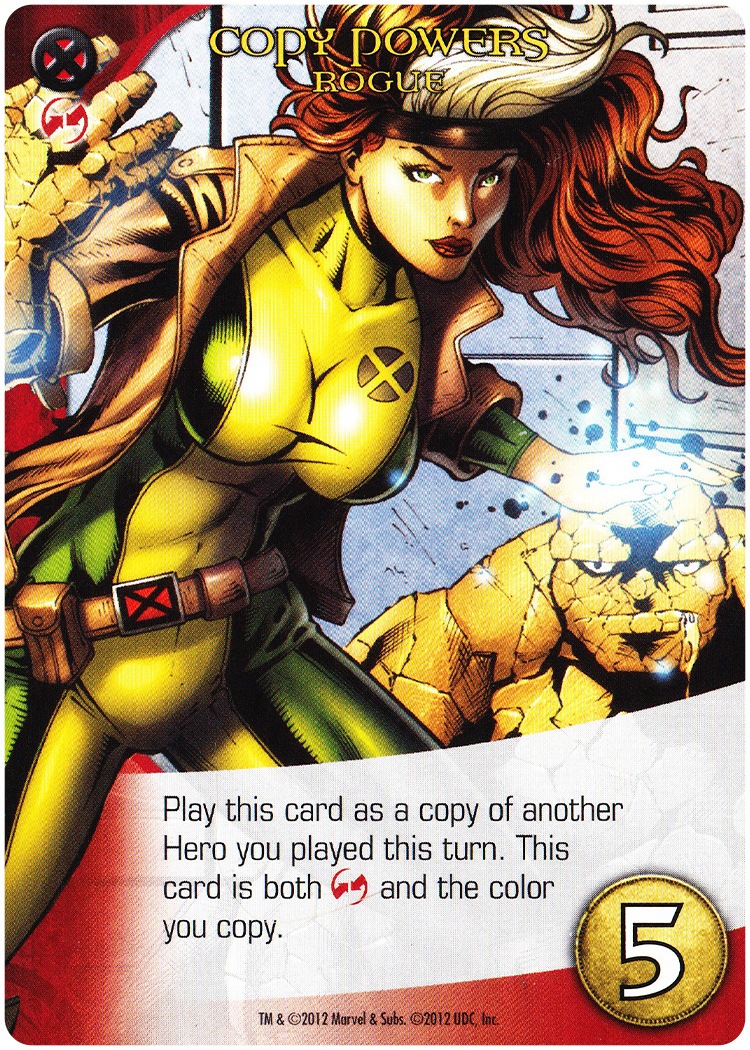 COPY POWERS
ROGUE
Play this card as a copy of another
Hero you played this turn. This
card is both and the color
you copy.
5
TM & ©2012 Marvel & Subs. ©2012 UDC, Inc.